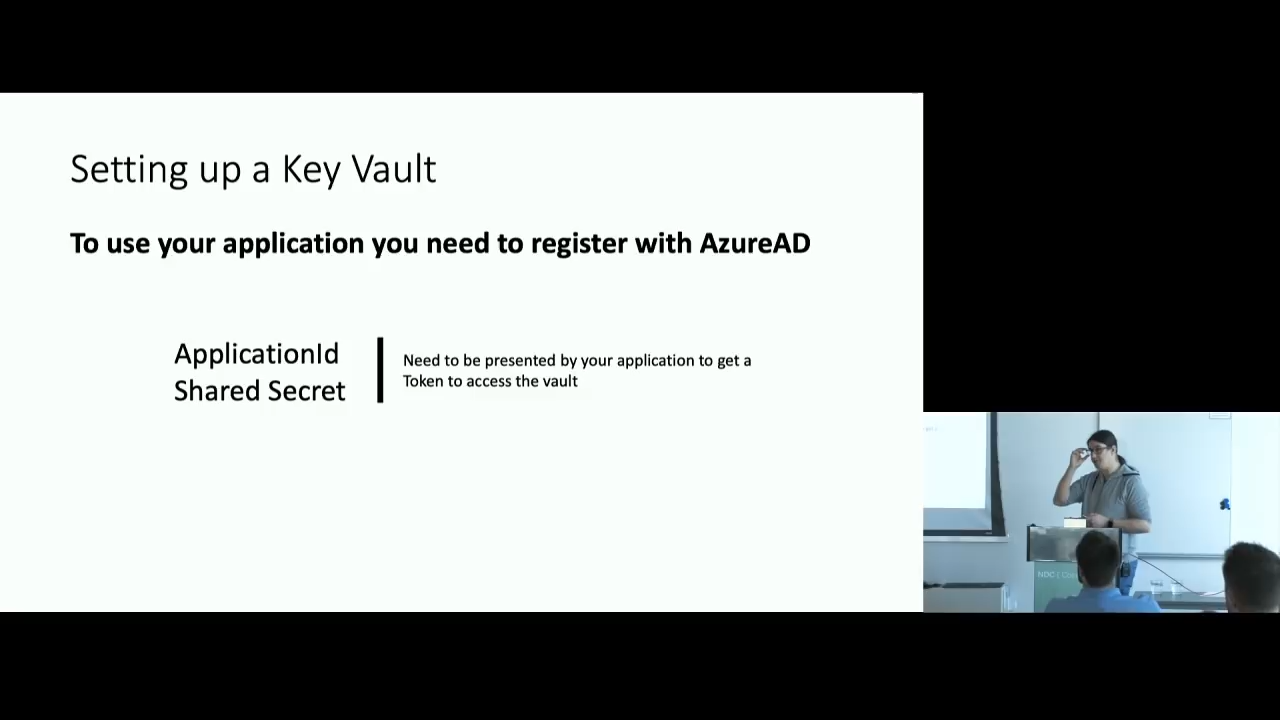 Setting up a Key Vault
To use your application you need to register with AzureAD
ApplicationId
Shared Secret
Need to be presented by your application to get a
Token to access the vault
NDC {